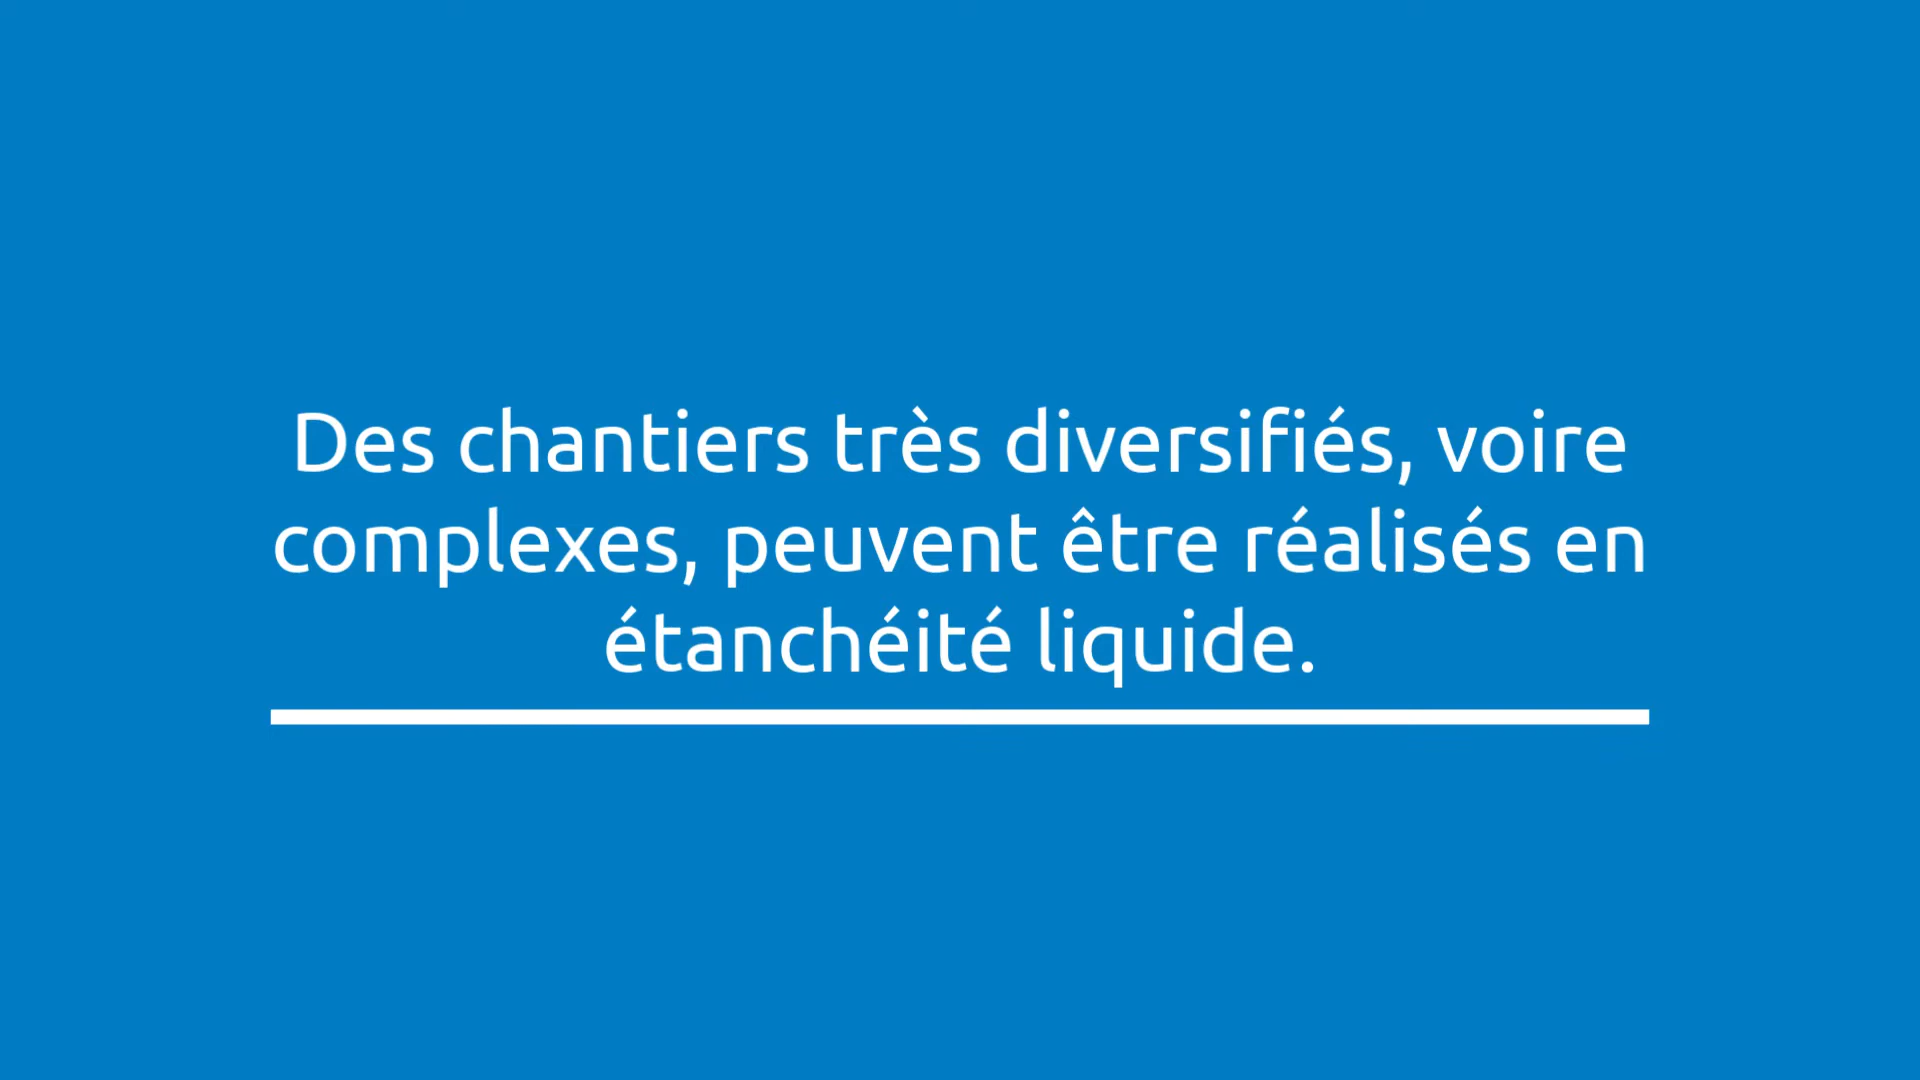 Des chantiers très diversifiés, voire
complexes, peuvent être réalisés en
étanchéité liquide.